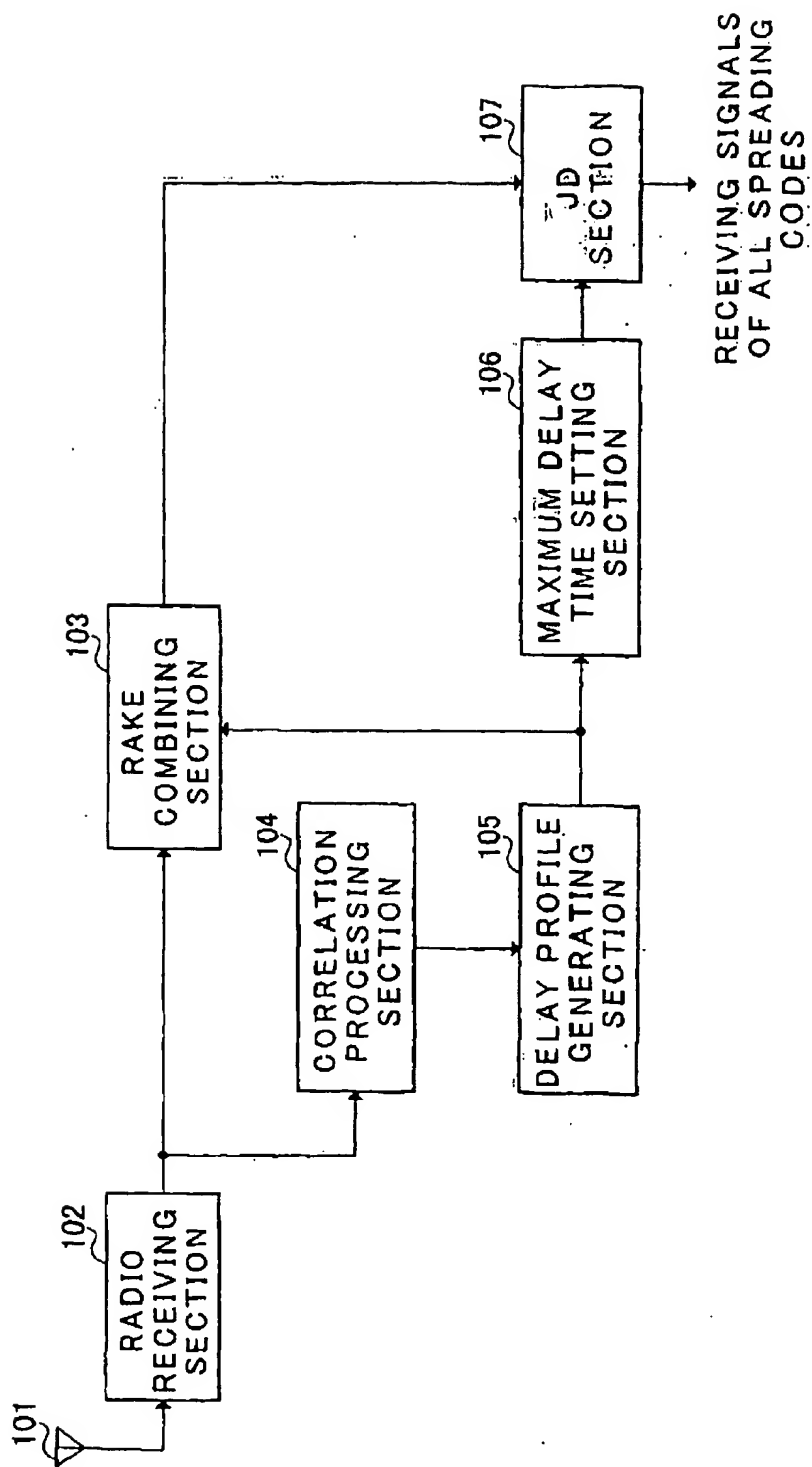 101
102
RADIO
RECEIVING
SECTION
103
RAKE
COMBINING
SECTION
104
CORRELATION
PROCESSING
SECTION
105
DELAY PROFILE
GENERATING
SECTION
106
MAXIMUM DELAY
TIME SETTING
SECTION
107
JD
SECTION
RECEIVING SIGNALS
OF ALL SPREADING
CODES